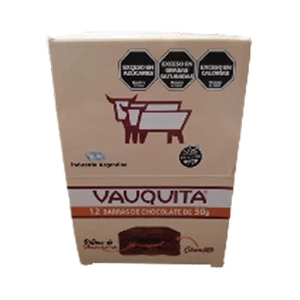 EXCESO EN
AZÚCARES
EXCESO EN
GRASAS
SATURADAS
EXCESO EN
CALORÍAS
Industria Argentina
VAUQUITA®
12 BARRAS DE CHOCOLATE DE 50g